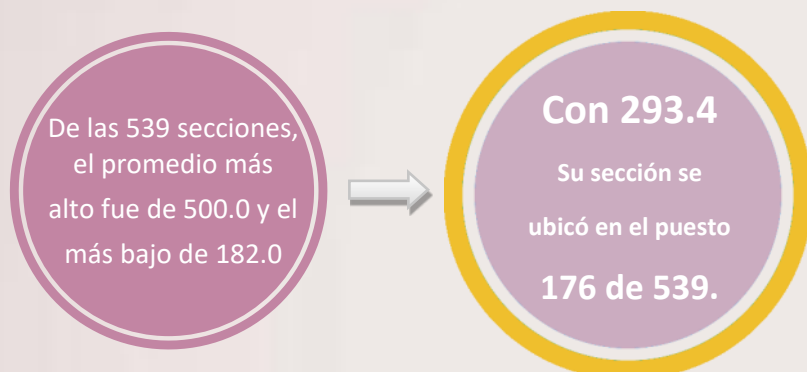 De las 539 secciones,
el promedio más
alto fue de 500.0 y el
más bajo de 182.0
Con 293.4
Su sección se
ubicó en el puesto
176 de 539.